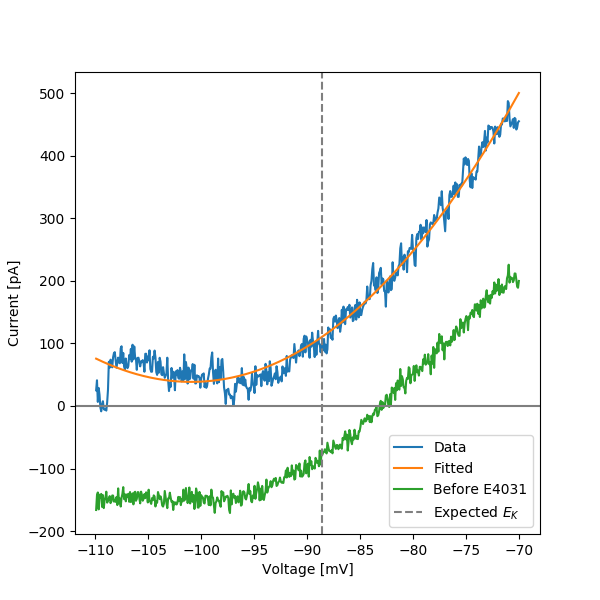 500
400
300
200
100
0
−100
−200
Current [pA]
−110
−105
−100
−95
−90
−85
−80
−75
−70
Voltage [mV]
Data
Fitted
Before E4031
Expected E_K